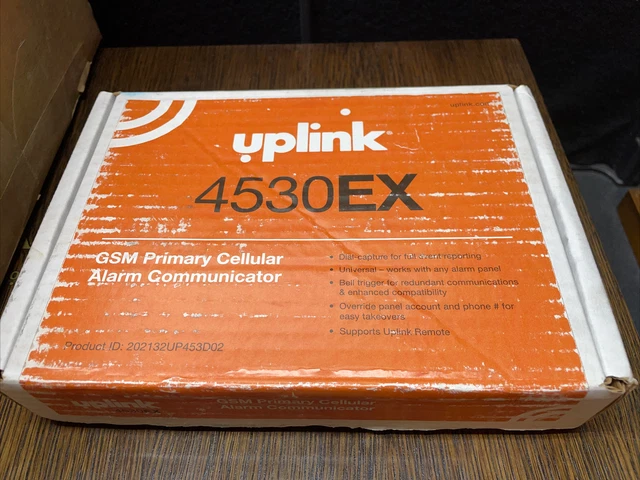 uplink
4530EX
GSM Primary Cellular
Alarm Communicator
• Dial-capture for full event reporting
• Universal – works with any alarm panel
• Bell trigger for redundant communications
& enhanced compatibility
• Override panel account and phone # for
easy takeovers
• Supports Uplink Remote
Product ID: 202132UP453D02
uplink
4530EX
GSM Primary Cellular
Alarm Communicator